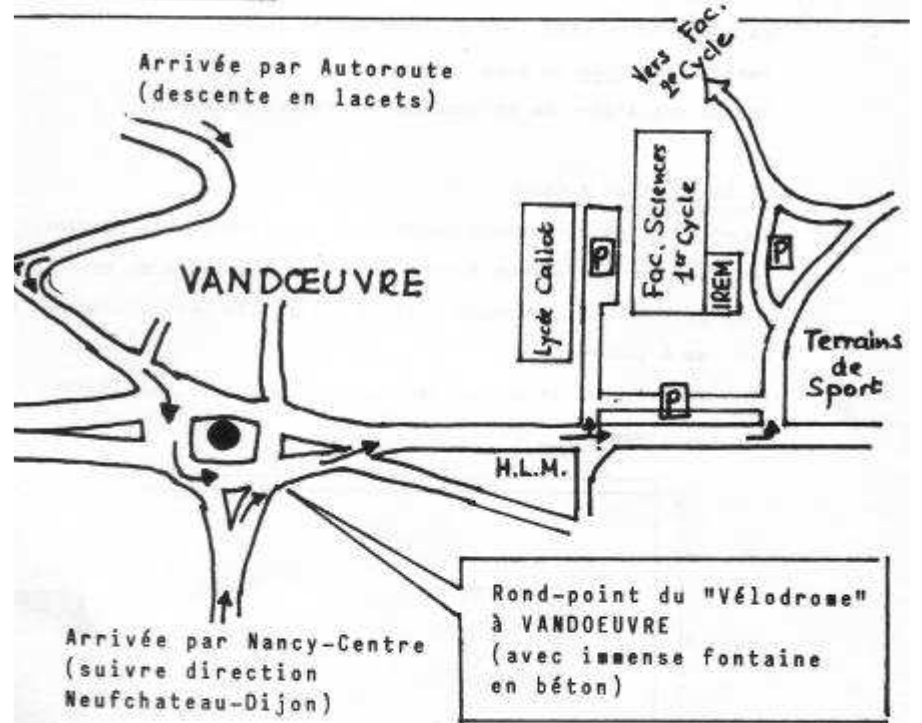 Vers Fac.
2e Cycle
Arrivée par Autoroute
(descente en lacets)
Lycée Callot
P
Fac. Sciences
1er Cycle
IREM
P
VANDŒUVRE
Terrains
de
Sport
P
H.L.M.
Rond-point du "Vélodrome"
à VANDOEUVRE
(avec immense fontaine
en béton)
Arrivée par Nancy-Centre
(suivre direction
Neufchateau-Dijon)